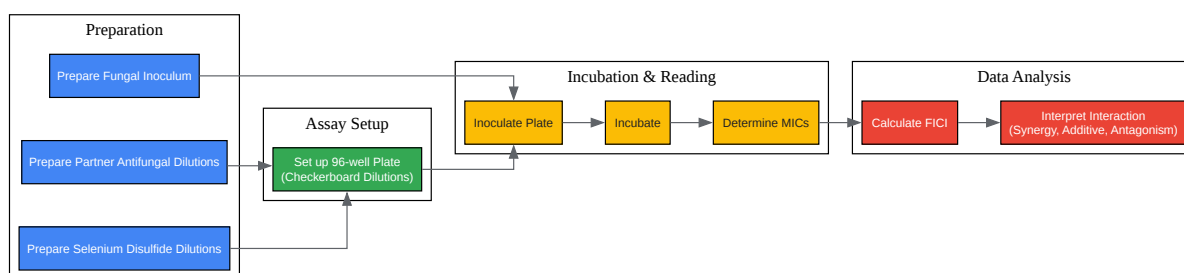 Preparation
Prepare Fungal Inoculum
Prepare Partner Antifungal Dilutions
Prepare Selenium Disulfide Dilutions
Assay Setup
Set up 96-well Plate
(Checkerboard Dilutions)
Incubation & Reading
Inoculate Plate
Incubate
Determine MICs
Data Analysis
Calculate FICI
Interpret Interaction
(Synergy, Additive, Antagonism)